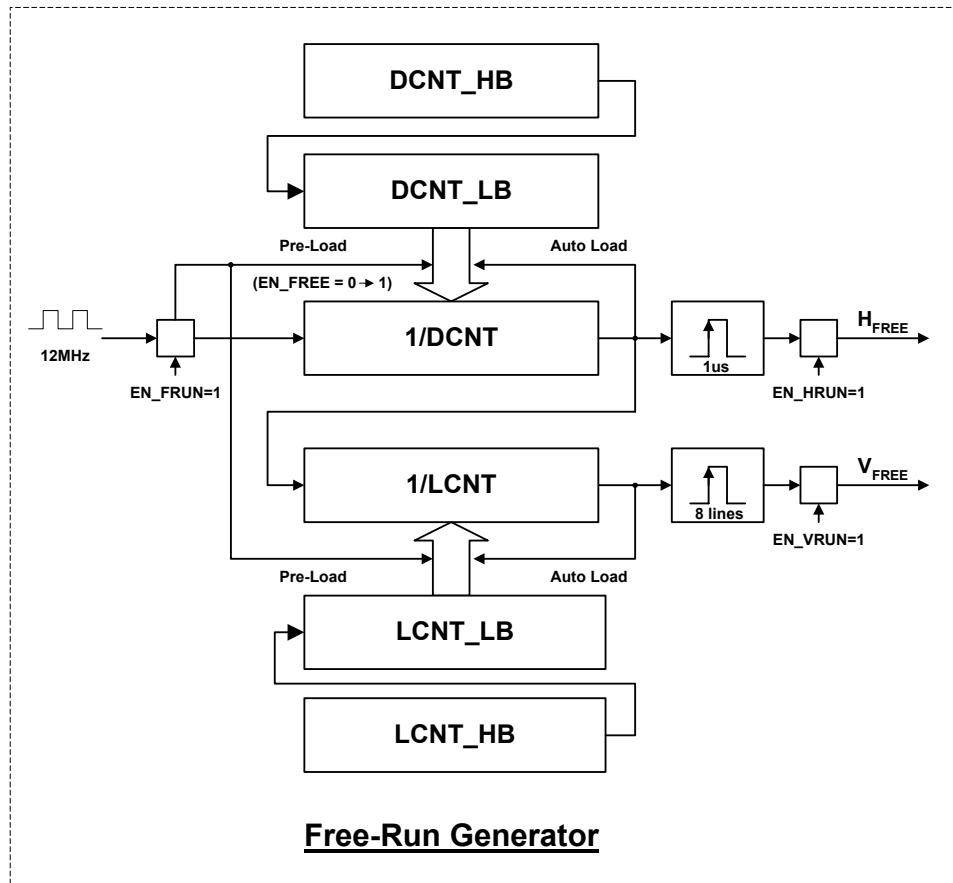 DCNT_HB
DCNT_LB
Pre-Load
Auto Load
(EN_FREE = 0→1)
12MHz
EN_FRUN=1
1/DCNT
1us
EN_HRUN=1
H_FREE
1/LCNT
8 lines
EN_VRUN=1
V_FREE
Pre-Load
Auto Load
LCNT_LB
LCNT_HB
Free-Run Generator